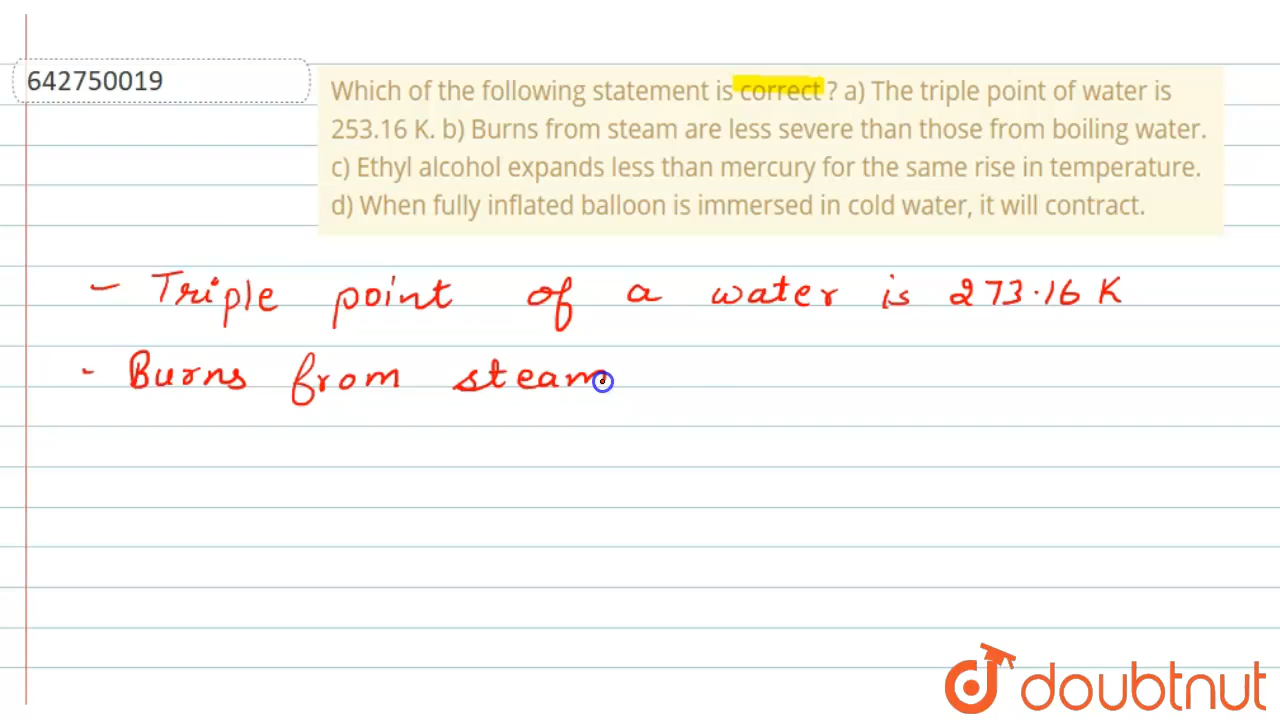 642750019
Which of the following statement is correct ? a) The triple point of water is
253.16 K. b) Burns from steam are less severe than those from boiling water.
c) Ethyl alcohol expands less than mercury for the same rise in temperature.
d) When fully inflated balloon is immersed in cold water, it will contract.
- Triple point of a water is 273.16 K
- Burns from steam
doubtnut